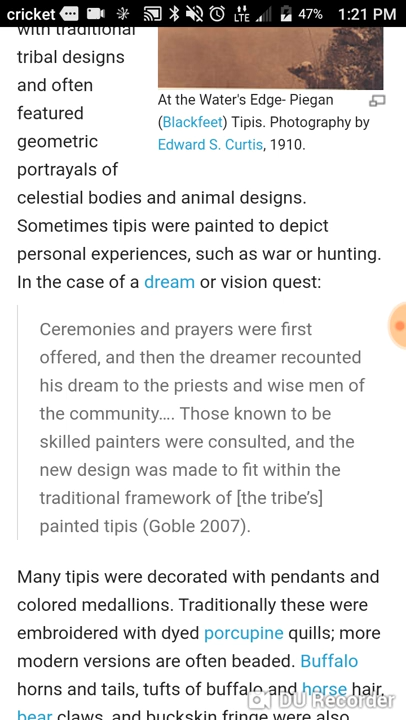 cricket LTE 47% 1:21 PM
with traditional
tribal designs
and often
featured
geometric
portrayals of
At the Water's Edge- Piegan
(Blackfeet) Tipis. Photography by
Edward S. Curtis, 1910.
celestial bodies and animal designs.
Sometimes tipis were painted to depict
personal experiences, such as war or hunting.
In the case of a dream or vision quest:
Ceremonies and prayers were first
offered, and then the dreamer recounted
his dream to the priests and wise men of
the community…. Those known to be
skilled painters were consulted, and the
new design was made to fit within the
traditional framework of [the tribe’s]
painted tipis (Goble 2007).
Many tipis were decorated with pendants and
colored medallions. Traditionally these were
embroidered with dyed porcupine quills; more
modern versions are often beaded. Buffalo
horns and tails, tufts of buffalo and horse hair,
bear claws, and buckskin fringe were also
DU Recorder